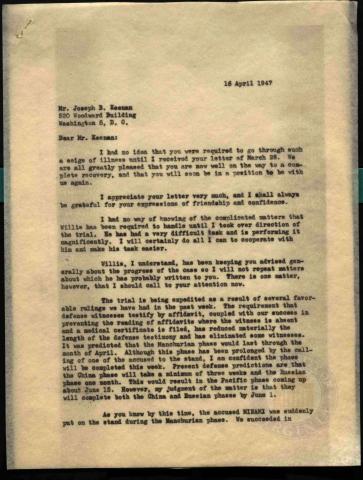 16 April 1947
Mr. Joseph B. Keenan
520 Woodward Building
Washington 5, D. C.
Dear Mr. Keenan:
I had no idea that you were required to go through such
a seige of illness until I received your letter of March 28. We
are all greatly pleased that you are now well on the way to a com-
plete recovery, and that you will soon be in a position to be with
us again.
I appreciate your letter very much, and I shall always
be grateful for your expressions of friendship and confidence.
I had no way of knowing of the complicated matters that
Willis has been required to handle until I took over direction of
the trial. He has had a very difficult task and is performing it
magnificently. I will certainly do all I can to cooperate with
him and make his task easier.
Willis, I understand, has been keeping you advised gen-
erally about the progress of the case so I will not repeat matters
about which he has probably written to you. There is one matter,
however, that I should call to your attention now.
The trial is being expedited as a result of several favor-
able rulings we have had in the past week. The requirement that
defense witnesses testify by affidavit, coupled with our success in
preventing the reading of affidavits where the witness is absent
and a medical certificate is filed, has reduced materially the
length of the defense testimony and has eliminated some witnesses.
It was predicted that the Manchurian phase would last through the
month of April. Although this phase has been prolonged by the call-
ing of one of the accused to the stand, I am confident the phase
will be completed this week. Present defense predictions are that
the China phase will take a minimum of three weeks and the Russian
phase one month. This would result in the Pacific phase coming up
about June 15. However, my judgment of the matter is that they
will complete both the China and Russian phases by June 1.
As you know by this time, the accused MINAMI was suddenly
put on the stand during the Manchurian phase. We succeeded in